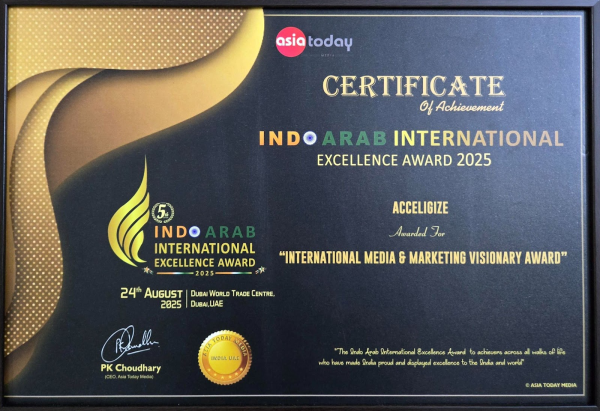 asia today
CERTIFICATE
Of Achievement
INDO ARAB INTERNATIONAL
EXCELLENCE AWARD 2025
ACCELIGIZE
Awarded For
"INTERNATIONAL MEDIA & MARKETING VISIONARY AWARD"
5th
INDO ARAB
INTERNATIONAL
EXCELLENCE AWARD
2025
24th AUGUST 2025 | DUBAI WORLD TRADE CENTRE,
DUBAI, UAE
PK Choudhary
(CEO, Asia Today Media)
ASIA TODAY MEDIA
"The Indo Arab International Excellence Award to achievers across all walks of life
who have made India proud and displayed excellence to the India and world"
© ASIA TODAY MEDIA